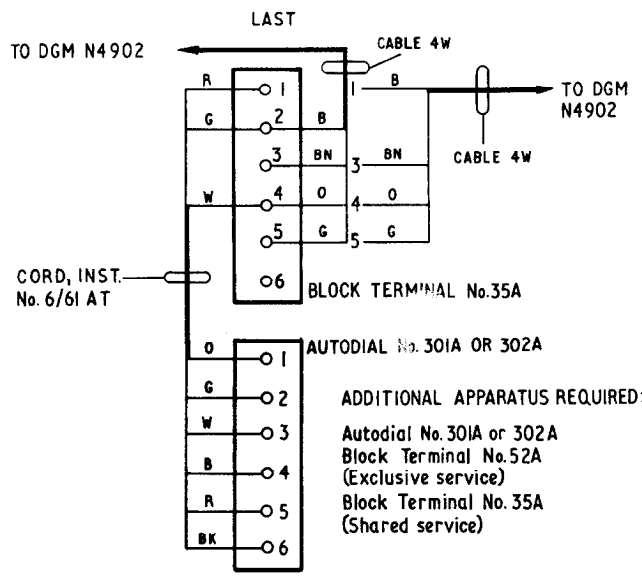 LAST
TO DGM N4902
CABLE 4W
R 1 1 B
TO DGM
N4902
G 2 B
CABLE 4W
3 BN 3 BN
W 4 O 4 O
5 G 5 G
CORD, INST.
No. 6/61 AT
6
BLOCK TERMINAL No.35A
AUTODIAL No.301A OR 302A
O 1
G 2
ADDITIONAL APPARATUS REQUIRED:
W 3
Autodial No.301A or 302A
Block Terminal No.52A
B 4
(Exclusive service)
R 5
Block Terminal No.35A
(Shared service)
BK 6